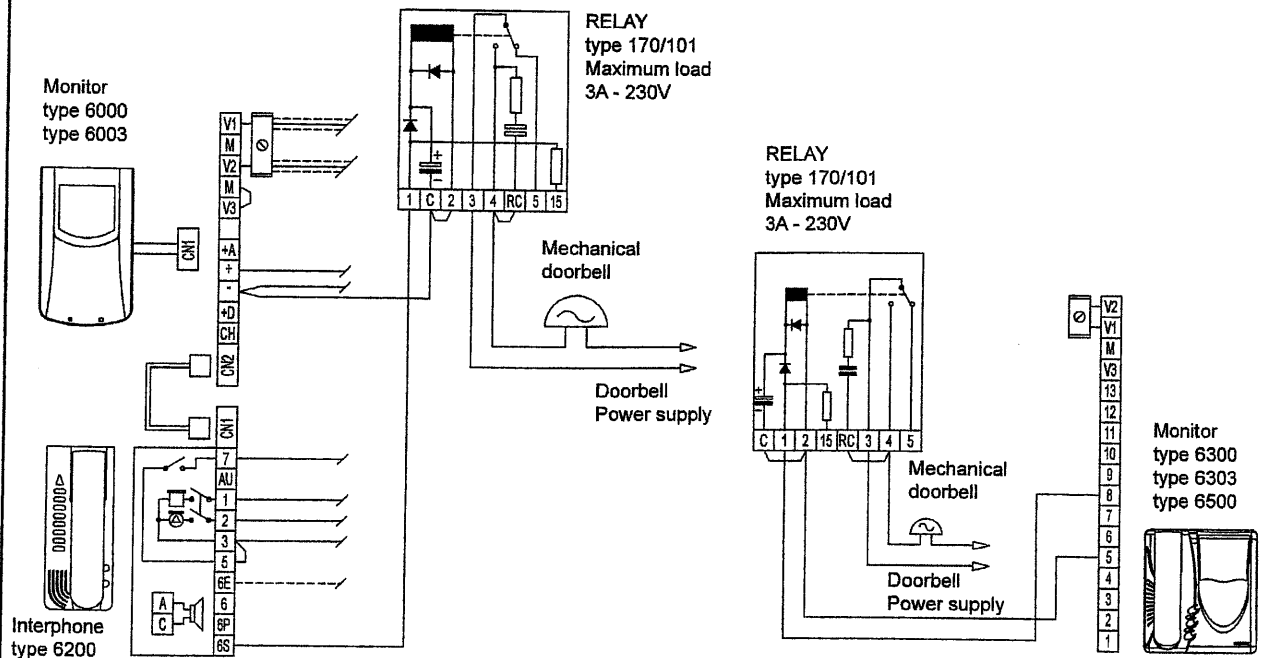 RELAY
type 170/101
Maximum load
3A - 230V
Monitor
type 6000
type 6003
V1
M
V2
M
V3
+A
+
-
+D
CH
CN2
CN1
CN1
1 C 2 3 4 RC 5 15
+
-
Mechanical
doorbell
Doorbell
Power supply
7
AU
1
2
3
5
6E
6
6P
6S
A
C
Interphone
type 6200
RELAY
type 170/101
Maximum load
3A - 230V
+
-
C 1 2 15 RC 3 4 5
Mechanical
doorbell
Doorbell
Power supply
V2
V1
M
V3
13
12
11
10
9
8
7
6
5
4
3
2
1
Monitor
type 6300
type 6303
type 6500